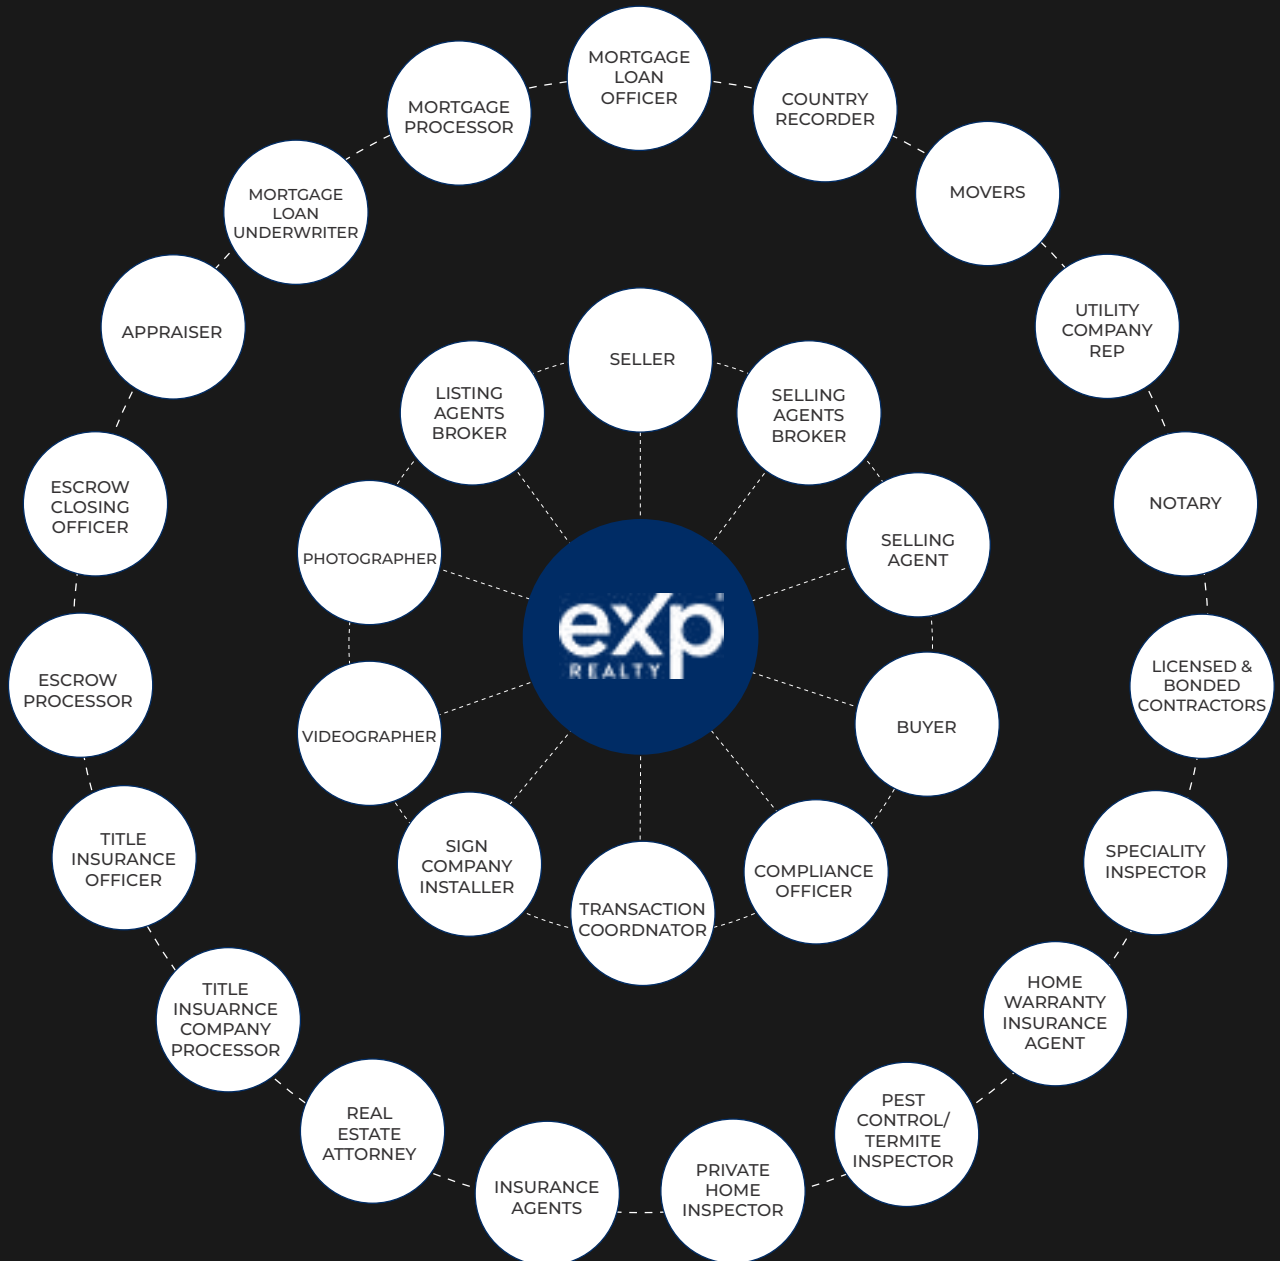 MORTGAGE
LOAN
OFFICER
COUNTRY
RECORDER
MOVERS
UTILITY
COMPANY
REP
NOTARY
LICENSED &
BONDED
CONTRACTORS
SPECIALITY
INSPECTOR
HOME
WARRANTY
INSURANCE
AGENT
PEST
CONTROL/
TERMITE
INSPECTOR
PRIVATE
HOME
INSPECTOR
INSURANCE
AGENTS
REAL
ESTATE
ATTORNEY
TITLE
INSUARNCE
COMPANY
PROCESSOR
TITLE
INSURANCE
OFFICER
ESCROW
PROCESSOR
ESCROW
CLOSING
OFFICER
APPRAISER
MORTGAGE
LOAN
UNDERWRITER
MORTGAGE
PROCESSOR
SELLER
SELLING
AGENTS
BROKER
SELLING
AGENT
BUYER
COMPLIANCE
OFFICER
TRANSACTION
COORDNATOR
SIGN
COMPANY
INSTALLER
VIDEOGRAPHER
PHOTOGRAPHER
LISTING
AGENTS
BROKER
eXp
REALTY